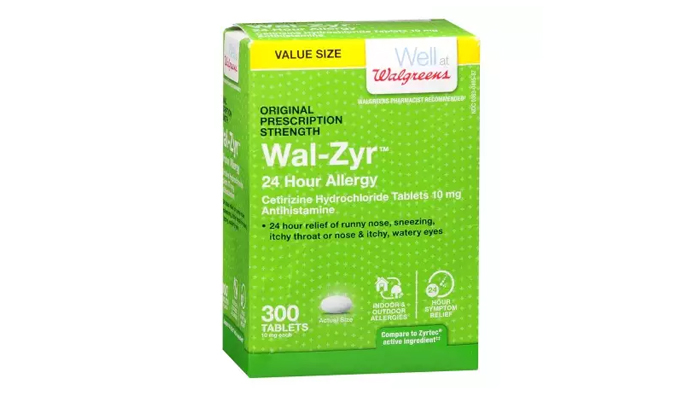 VALUE SIZE
Well at
Walgreens
WALGREENS PHARMACIST RECOMMENDED
ORIGINAL
PRESCRIPTION
STRENGTH
Wal-Zyr™
24 Hour Allergy
Cetirizine Hydrochloride Tablets 10 mg
Antihistamine
• 24 hour relief of runny nose, sneezing,
itchy throat or nose & itchy, watery eyes
300
TABLETS
10 mg each
Actual Size
INDOOR &
OUTDOOR
ALLERGIES
24
HOUR
SYMPTOM
RELIEF
Compare to Zyrtec®
active ingredient